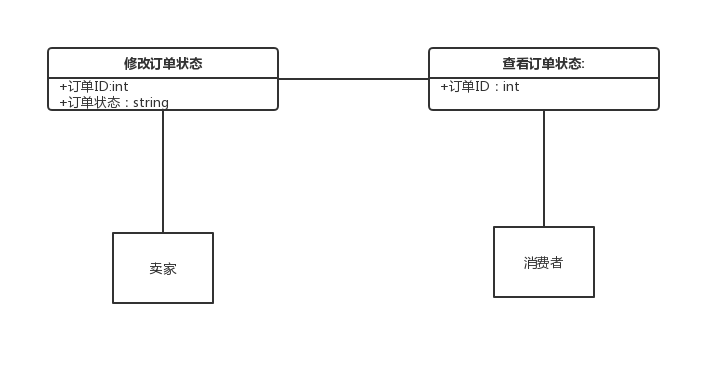 修改订单状态
+订单ID:int
+订单状态：string
查看订单状态:
+订单ID：int
卖家
消费者